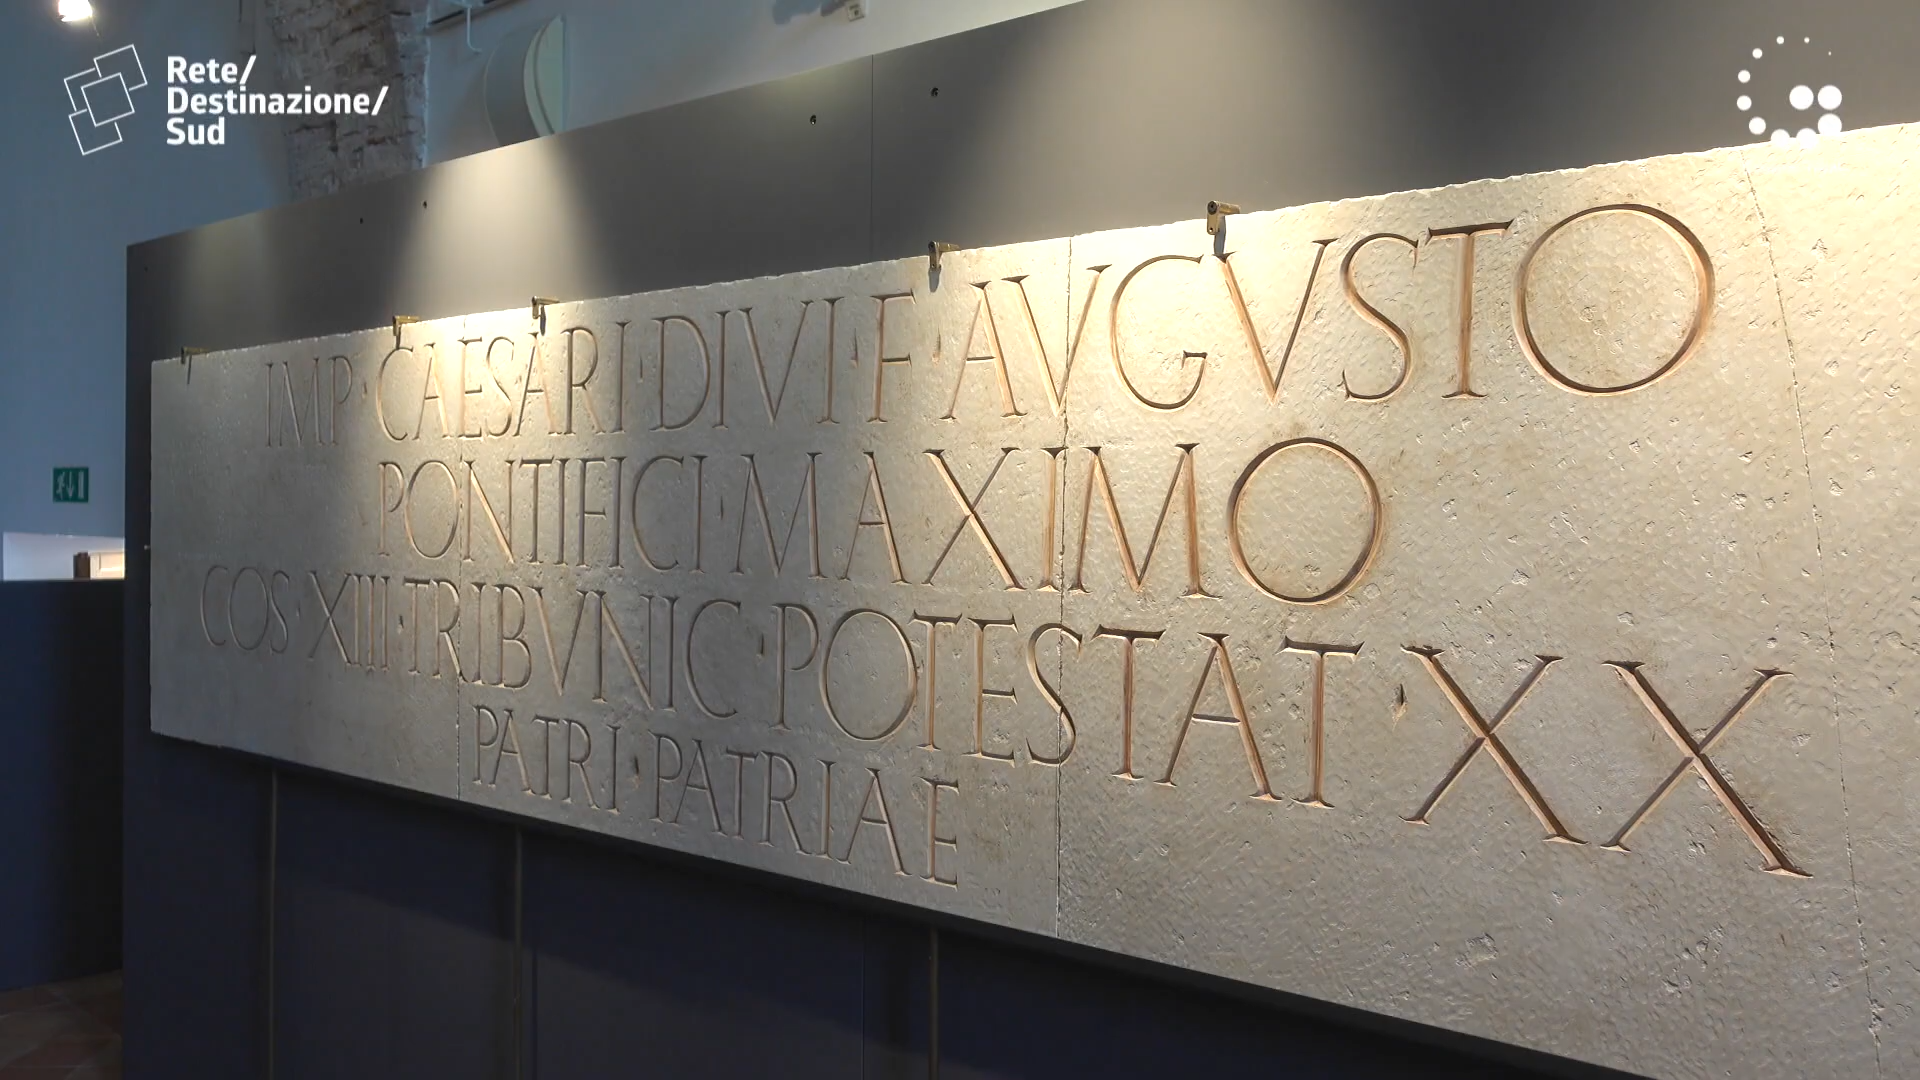 Rete/
Destinazione/
Sud
IMP · CAESARI · DIVI · F · AVGVSTO
PONTIFICI · MAXIMO
COS · XIII · TRIBVNIC · POTESTAT · XX
PATRI · PATRIAE